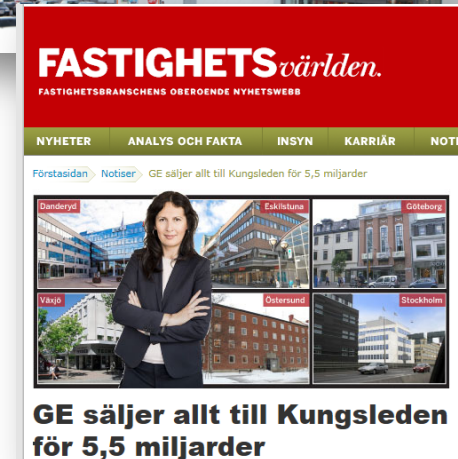 FASTIGHETSvärlden.
FASTIGHETSBRANSCHENS OBEROENDE NYHETSWEBB
NYHETER ANALYS OCH FAKTA INSYN KARRIÄR NOTI
Förstasidan Notiser GE säljer allt till Kungsleden för 5,5 miljarder
Danderyd Eskilstuna Göteborg
Växjö Östersund Stockholm
GE säljer allt till Kungsleden
för 5,5 miljarder